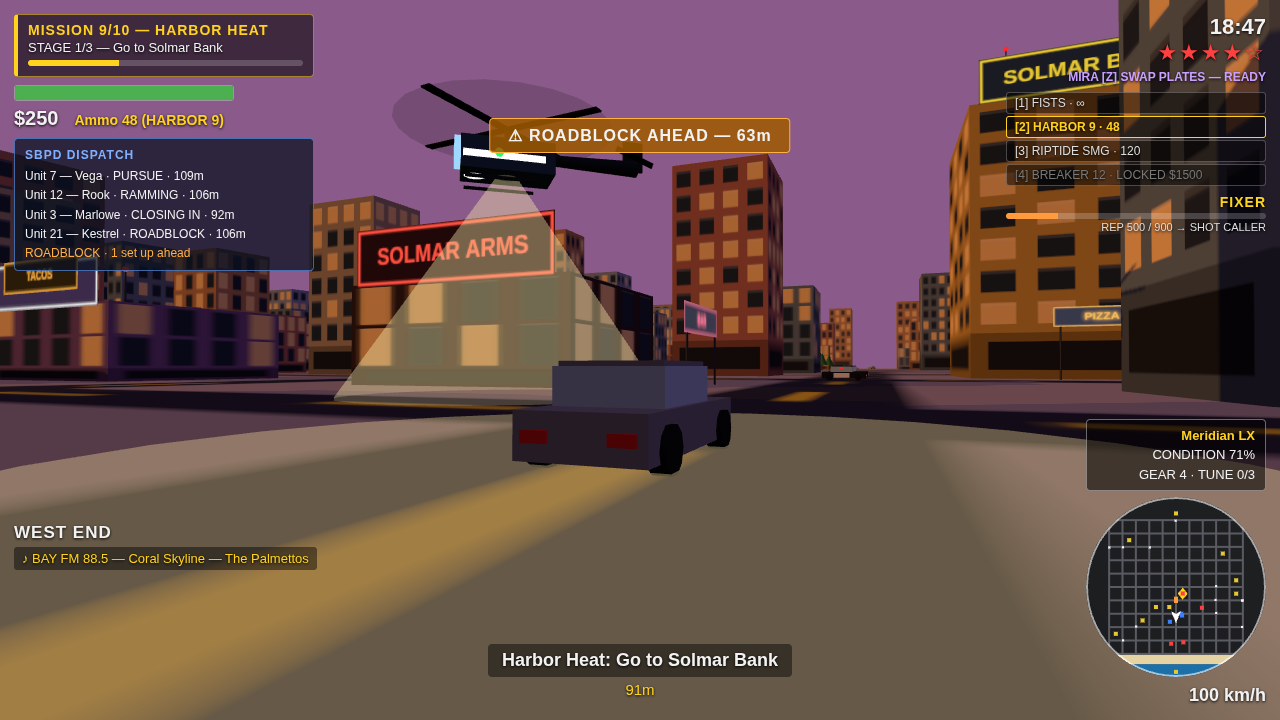 MISSION 9/10 — HARBOR HEAT
STAGE 1/3 — Go to Solmar Bank
$250 Ammo 48 (HARBOR 9)
SBPD DISPATCH
Unit 7 — Vega · PURSUE · 109m
Unit 12 — Rook · RAMMING · 106m
Unit 3 — Marlowe · CLOSING IN · 92m
Unit 21 — Kestrel · ROADBLOCK · 106m
ROADBLOCK · 1 set up ahead
TACOS
⚠ ROADBLOCK AHEAD — 63m
SOLMAR ARMS
SOLMAR B
18:47
★★★★☆
MIRA [Z] SWAP PLATES — READY
[1] FISTS · ∞
[2] HARBOR 9 · 48
[3] RIPTIDE SMG · 120
[4] BREAKER 12 · LOCKED $1500
FIXER
REP 500 / 900 → SHOT CALLER
PIZZA
Meridian LX
CONDITION 71%
GEAR 4 · TUNE 0/3
WEST END
♪ BAY FM 88.5 — Coral Skyline — The Palmettos
Harbor Heat: Go to Solmar Bank
91m
100 km/h